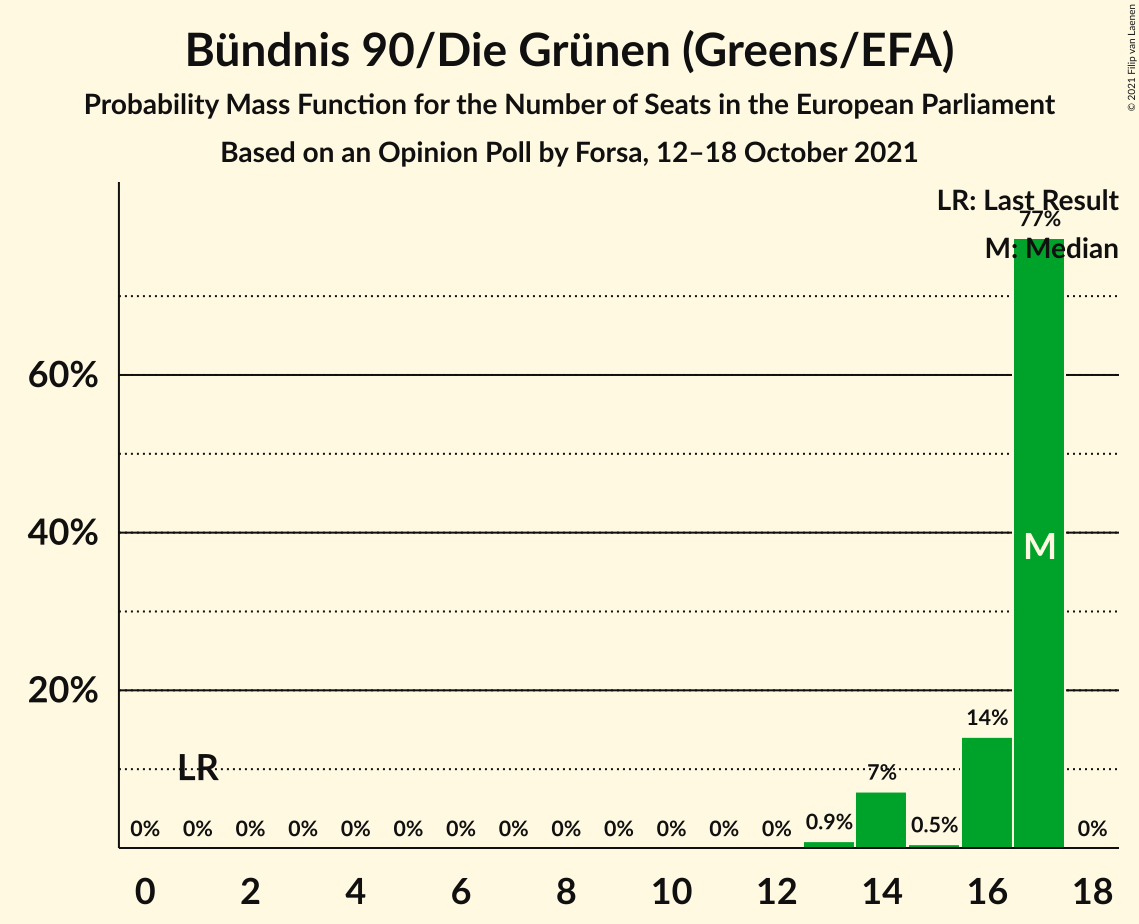 Bündnis 90/Die Grünen (Greens/EFA)
Probability Mass Function for the Number of Seats in the European Parliament
Based on an Opinion Poll by Forsa, 12–18 October 2021
© 2021 Filip van Laenen
LR: Last Result
77%
M: Median
60%
40%
M
20%
14%
LR
7%
0% 0% 0% 0% 0% 0% 0% 0% 0% 0% 0% 0% 0% 0.9% 0.5% 0%
0 2 4 6 8 10 12 14 16 18